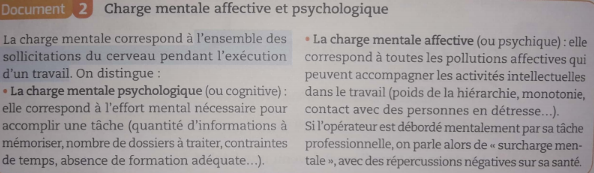 Document 2 Charge mentale affective et psychologique
La charge mentale correspond à l'ensemble des
sollicitations du cerveau pendant l'exécution
d'un travail. On distingue :
• La charge mentale psychologique (ou cognitive) :
elle correspond à l'effort mental nécessaire pour
accomplir une tâche (quantité d'informations à
mémoriser, nombre de dossiers à traiter, contraintes
de temps, absence de formation adéquate...).
• La charge mentale affective (ou psychique) : elle
correspond à toutes les pollutions affectives qui
peuvent accompagner les activités intellectuelles
dans le travail (poids de la hiérarchie, monotonie,
contact avec des personnes en détresse...).
Si l'opérateur est débordé mentalement par sa tâche
professionnelle, on parle alors de « surcharge men-
tale », avec des répercussions négatives sur sa santé.